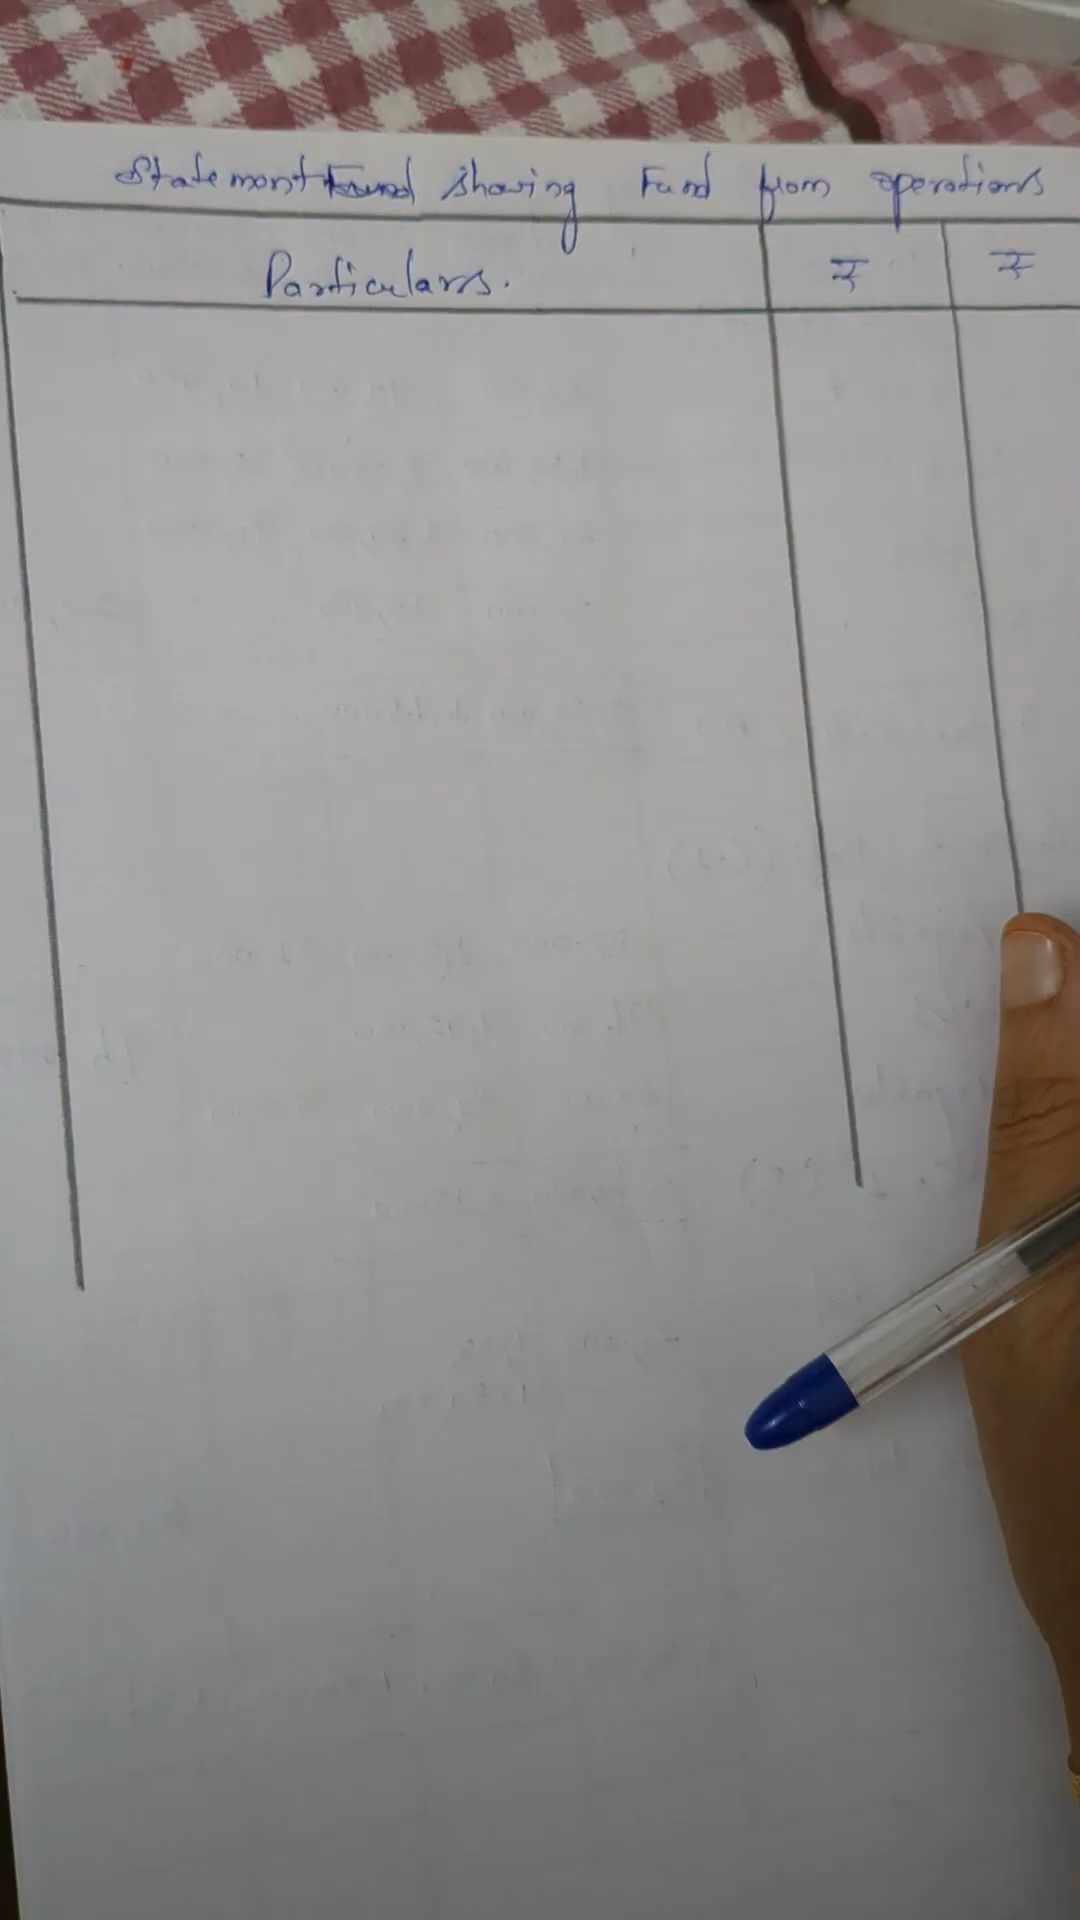 Statement showing Fund from operations
Particulars. ₹ ₹